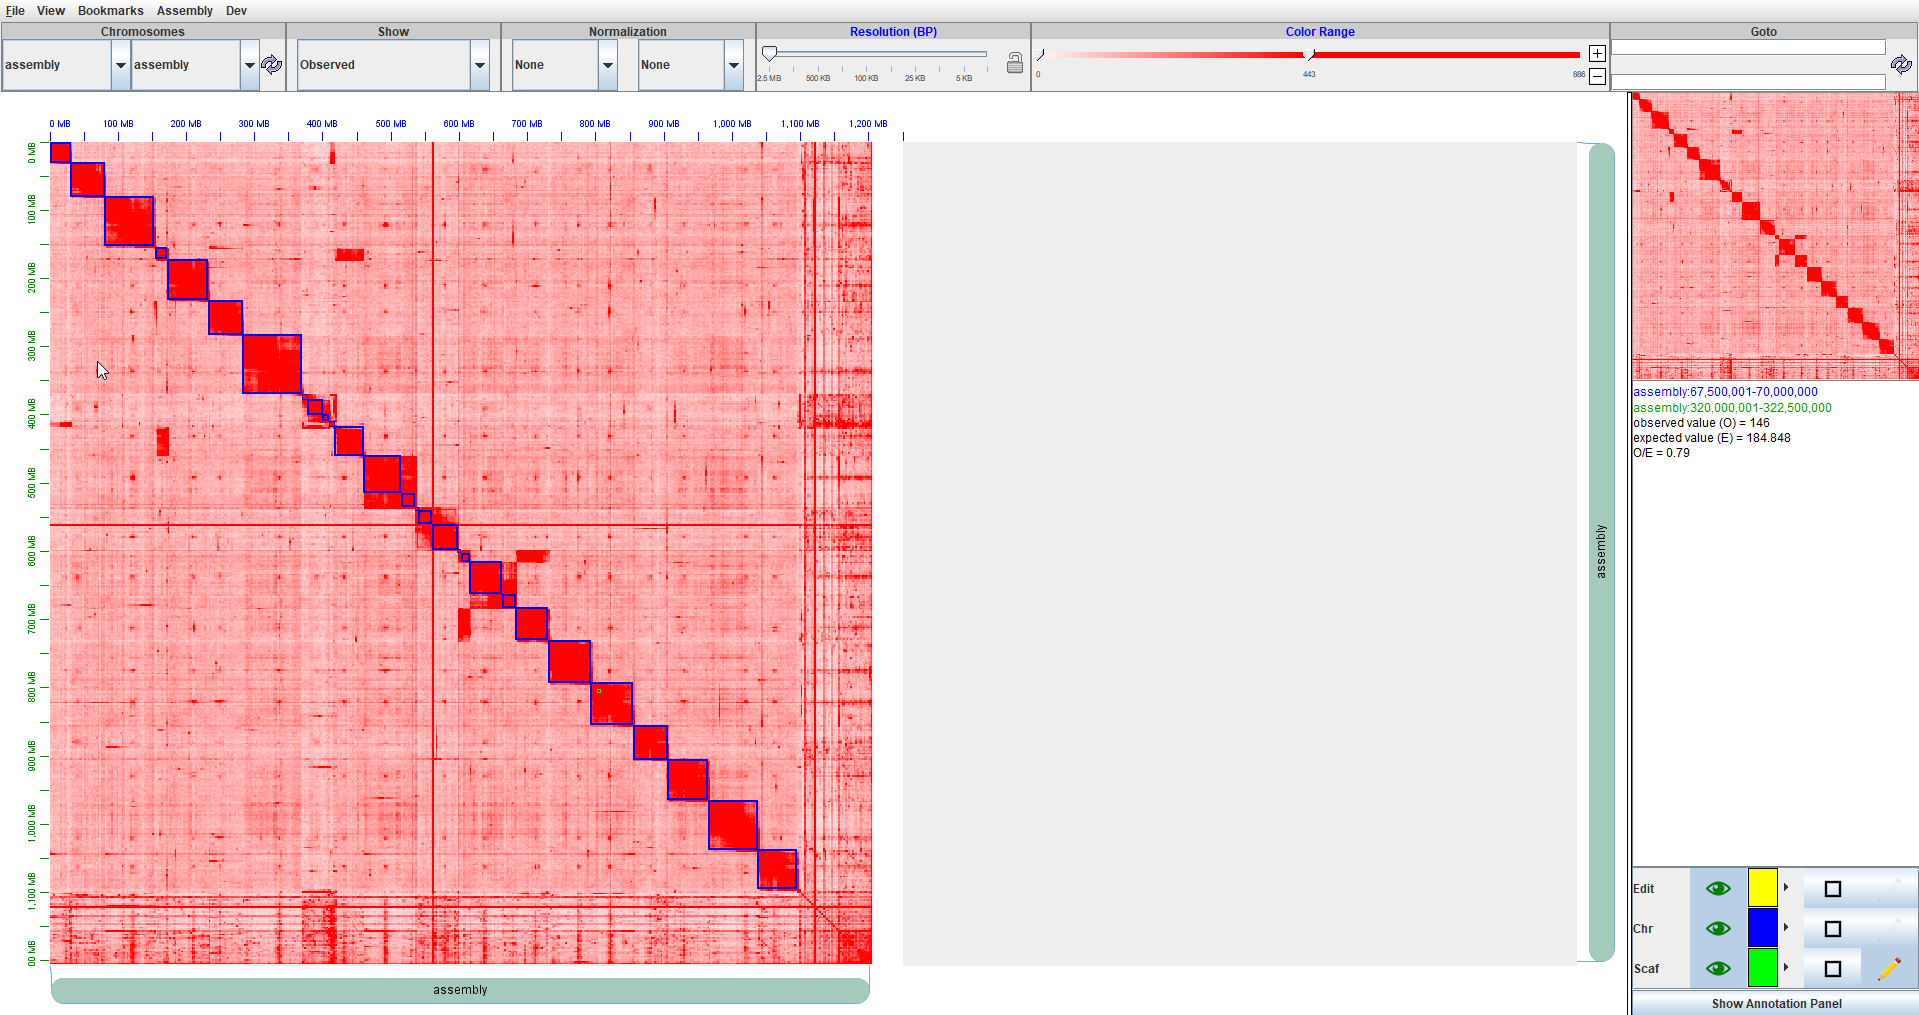 File View Bookmarks Assembly Dev
Chromosomes Show Normalization Resolution (BP) Color Range Goto
assembly assembly Observed None None
2.5 MB 500 KB 100 KB 25 KB 5 KB
0 443 886
0 MB 100 MB 200 MB 300 MB 400 MB 500 MB 600 MB 700 MB 800 MB 900 MB 1,000 MB 1,100 MB 1,200 MB
0 MB
100 MB
200 MB
300 MB
400 MB
500 MB
600 MB
700 MB
800 MB
900 MB
1,000 MB
1,100 MB
00 MB
assembly
assembly
assembly:67,500,001-70,000,000
assembly:320,000,001-322,500,000
observed value (O) = 146
expected value (E) = 184.848
O/E = 0.79
Edit
Chr
Scaf
Show Annotation Panel